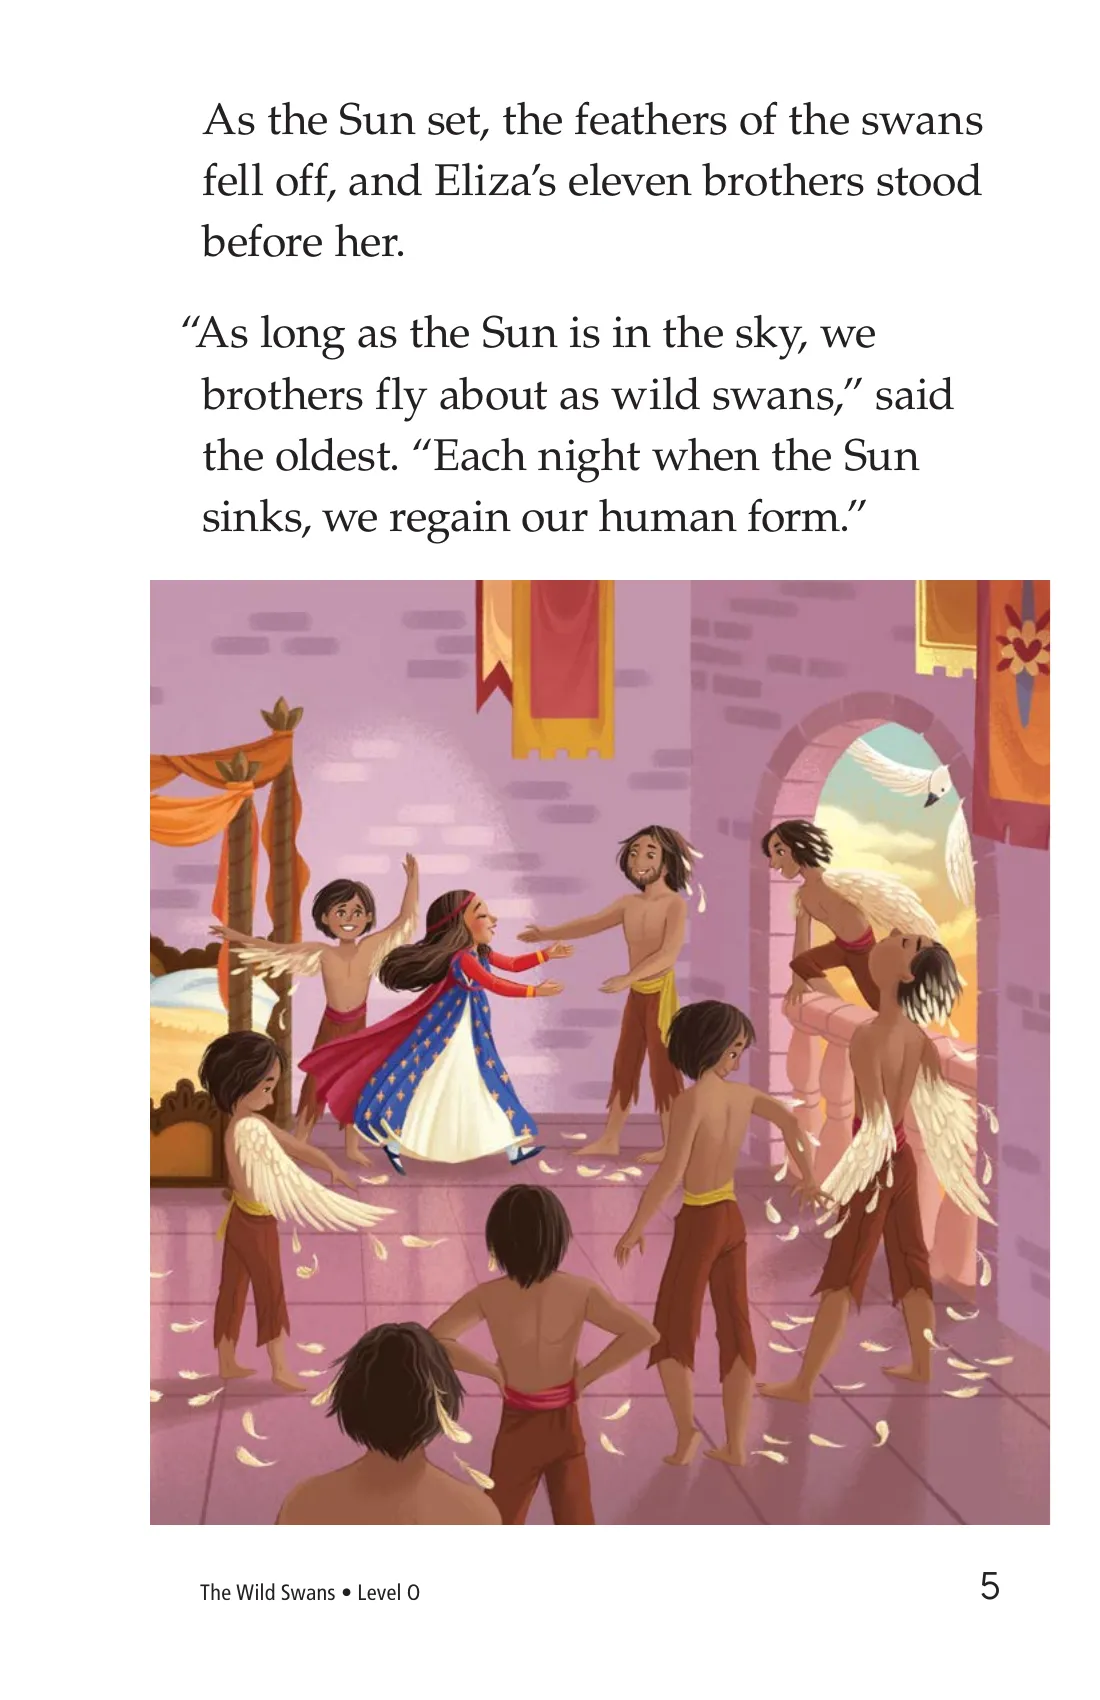 As the Sun set, the feathers of the swans
fell off, and Eliza’s eleven brothers stood
before her.
“As long as the Sun is in the sky, we
brothers fly about as wild swans,” said
the oldest. “Each night when the Sun
sinks, we regain our human form.”
The Wild Swans • Level O
5